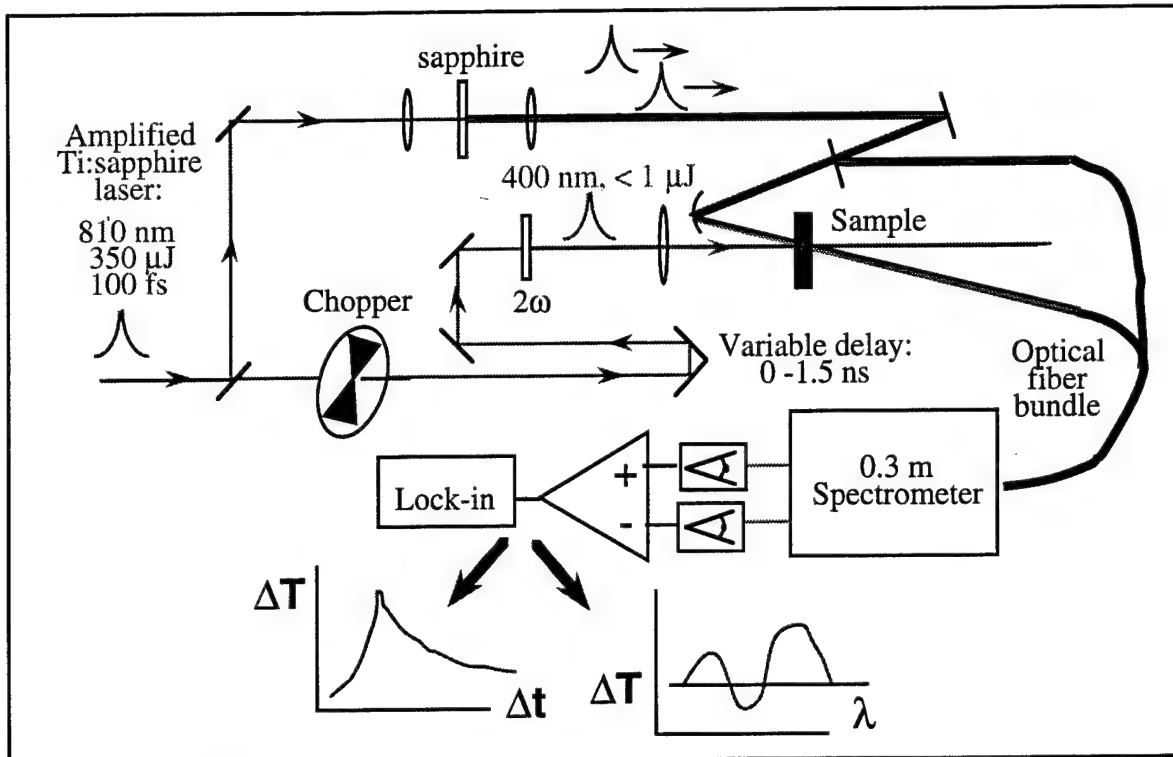 sapphire
Amplified
Ti:sapphire
laser:
810 nm
350 µJ
100 fs
400 nm, < 1 µJ
Sample
2ω
Chopper
Variable delay:
0 -1.5 ns
Optical
fiber
bundle
0.3 m
Spectrometer
+
-
Lock-in
ΔT
Δt
ΔT
λ